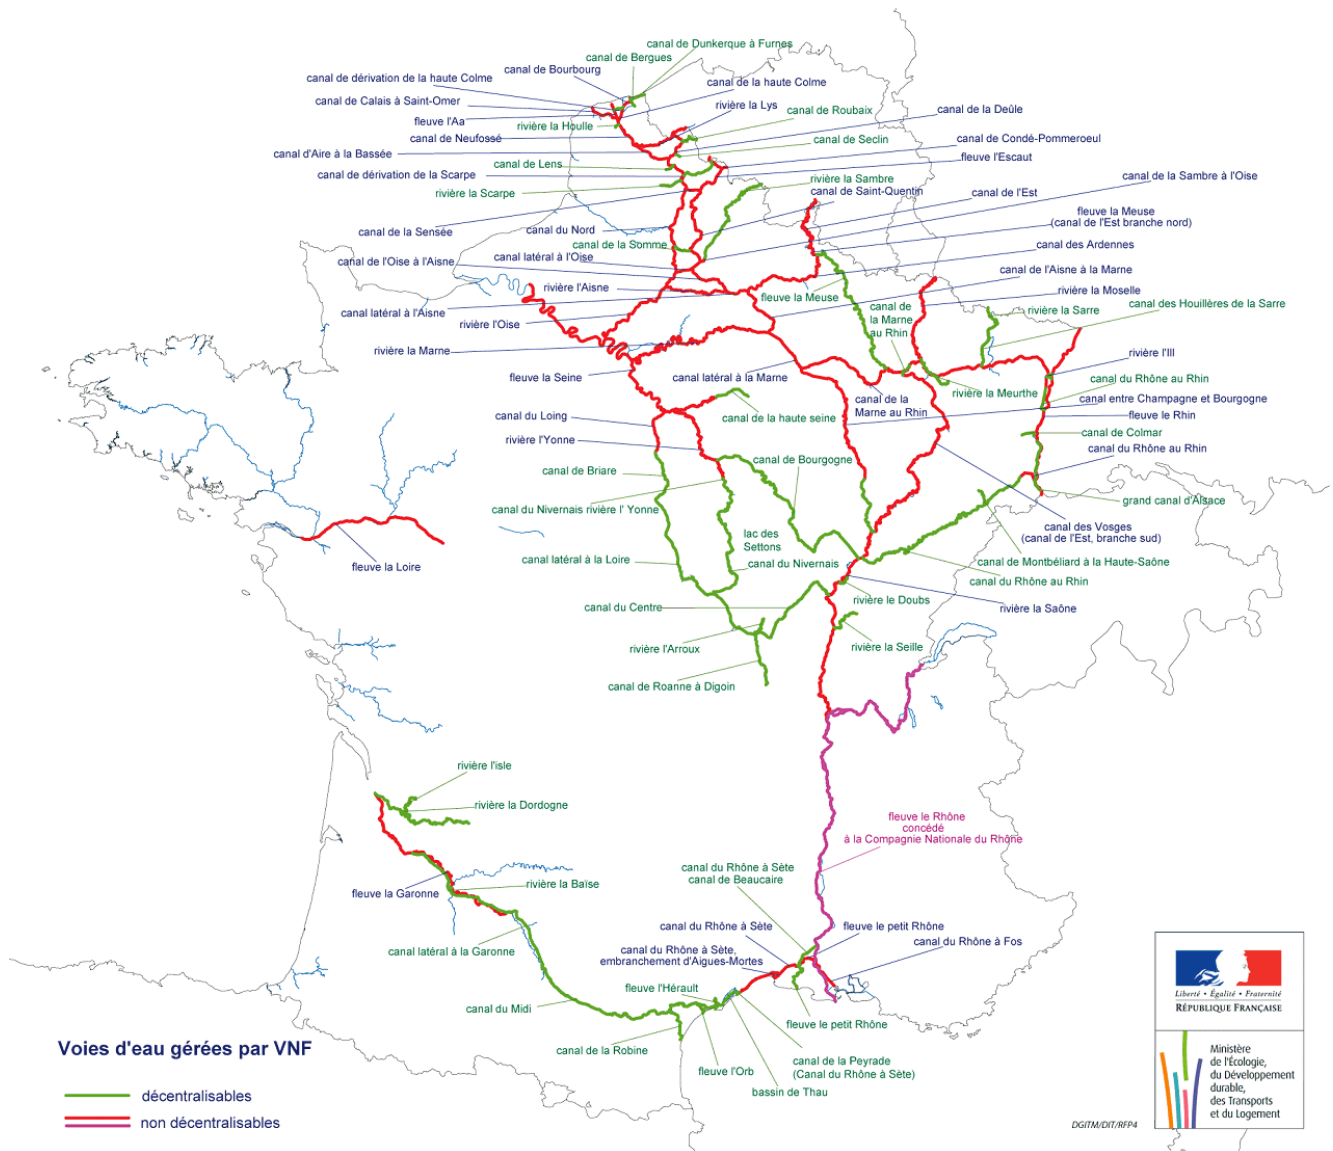 canal de Dunkerque à Furnes
canal de Bergues
canal de Bourbourg
canal de dérivation de la haute Colme
canal de la haute Colme
canal de Calais à Saint-Omer
rivière la Lys
fleuve l'Aa
canal de Roubaix
canal de la Deûle
rivière la Houlle
canal de Neufossé
canal de Seclin
canal de Condé-Pommeroeul
canal d'Aire à la Bassée
fleuve l'Escaut
canal de Lens
canal de dérivation de la Scarpe
rivière la Sambre
canal de la Sambre à l'Oise
rivière la Scarpe
canal de Saint-Quentin
canal de l'Est
fleuve la Meuse
(canal de l'Est branche nord)
canal de la Sensée
canal du Nord
canal de la Somme
canal des Ardennes
canal de l'Oise à l'Aisne
canal latéral à l'Oise
canal de l'Aisne à la Marne
rivière l'Aisne
rivière la Moselle
fleuve la Meuse
canal des Houillères de la Sarre
canal latéral à l'Aisne
canal de
la Marne
au Rhin
rivière la Sarre
rivière l'Oise
rivière la Marne
rivière l'Ill
fleuve la Seine
canal latéral à la Marne
canal du Rhône au Rhin
rivière la Meurthe
canal de la
Marne au Rhin
canal entre Champagne et Bourgogne
canal du Loing
canal de la haute seine
fleuve le Rhin
rivière l'Yonne
canal de Colmar
canal de Bourgogne
canal du Rhône au Rhin
canal de Briare
canal du Nivernais rivière l' Yonne
grand canal d'Alsace
lac des
Settons
canal des Vosges
(canal de l'Est, branche sud)
canal latéral à la Loire
canal du Nivernais
canal de Montbéliard à la Haute-Saône
fleuve la Loire
canal du Rhône au Rhin
rivière le Doubs
canal du Centre
rivière la Saône
rivière l'Arroux
rivière la Seille
canal de Roanne à Digoin
rivière l'isle
rivière la Dordogne
fleuve le Rhône
concédé
à la Compagnie Nationale du Rhône
canal du Rhône à Sète
canal de Beaucaire
rivière la Baïse
fleuve la Garonne
canal du Rhône à Sète
fleuve le petit Rhône
canal latéral à la Garonne
canal du Rhône à Sète,
embranchement d'Aigues-Mortes
canal du Rhône à Fos
fleuve l'Hérault
canal du Midi
fleuve le petit Rhône
canal de la Robine
fleuve l'Orb
canal de la Peyrade
(Canal du Rhône à Sète)
bassin de Thau
Voies d'eau gérées par VNF
décentralisables
non décentralisables
Liberté • Égalité • Fraternité
RÉPUBLIQUE FRANÇAISE
Ministère
de l'Écologie,
du Développement
durable,
des Transports
et du Logement
DGITM/DIT/RFP4